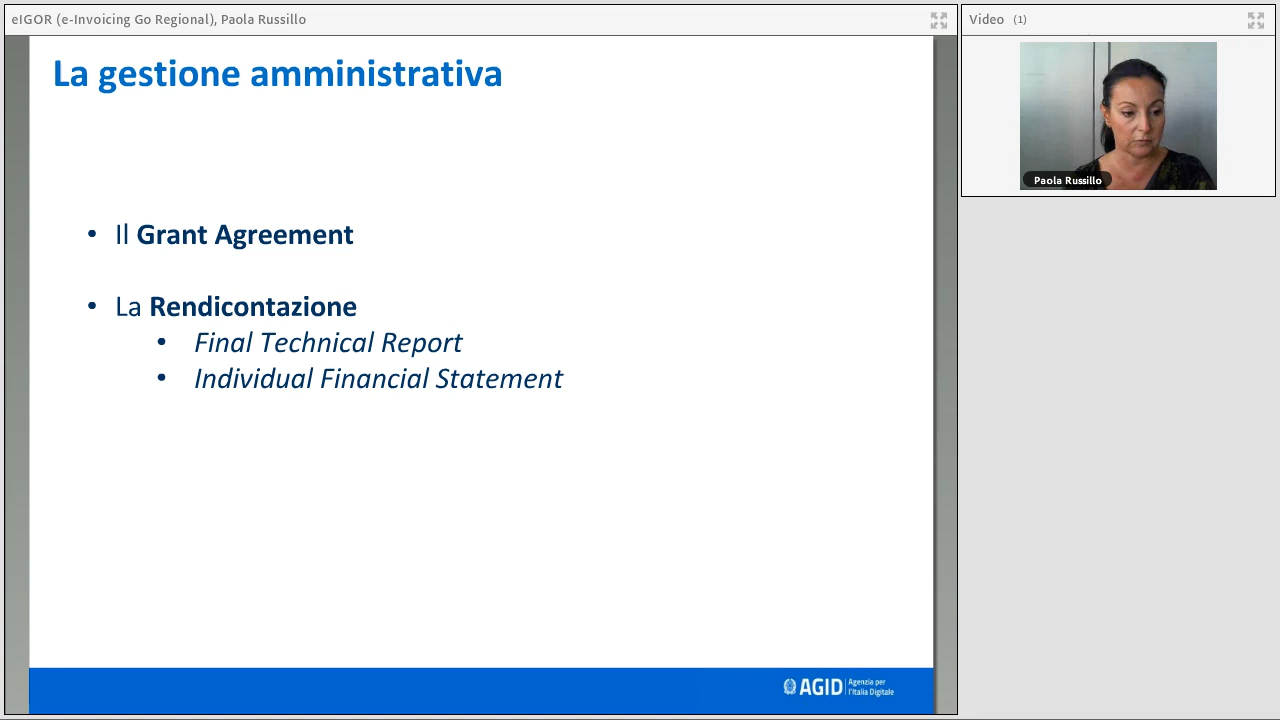 eIGOR (e-Invoicing Go Regional), Paola Russillo
Video (1)
La gestione amministrativa
Paola Russillo
• Il Grant Agreement
• La Rendicontazione
• Final Technical Report
• Individual Financial Statement
AGID Agenzia per
l'Italia Digitale